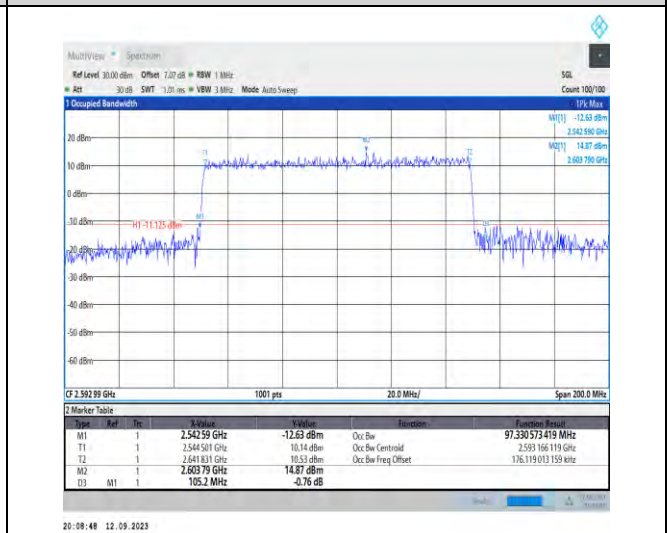 MultiView Spectrum
Ref Level 30.00 dBm Offset 7.07 dB RBW 1 MHz SGL
Att 30 dB SWT 1.01 ms VBW 3 MHz Mode Auto Sweep Count 100/100
1 Occupied Bandwidth 1Pk Max
M1[1] -12.63 dBm
2.542 590 GHz
M2[1] 14.87 dBm
2.603 790 GHz
20 dBm
M2
T1 T2
10 dBm
0 dBm
-10 dBm
H1 -11.125 dBm
M1
D3
-20 dBm
-30 dBm
-40 dBm
-50 dBm
-60 dBm
CF 2.592 99 GHz 1001 pts 20.0 MHz/ Span 200.0 MHz
2 Marker Table
Type Ref Trc X-Value Y-Value Function Function Result
M1 1 2.542 59 GHz -12.63 dBm Occ Bw 97.330 573 419 MHz
T1 1 2.544 501 GHz 10.14 dBm Occ Bw Centroid 2.593 166 119 GHz
T2 1 2.641 831 GHz 10.53 dBm Occ Bw Freq Offset 176.119 013 159 kHz
M2 1 2.603 79 GHz 14.87 dBm
D3 M1 1 105.2 MHz -0.76 dB
20:08:48 12.09.2023